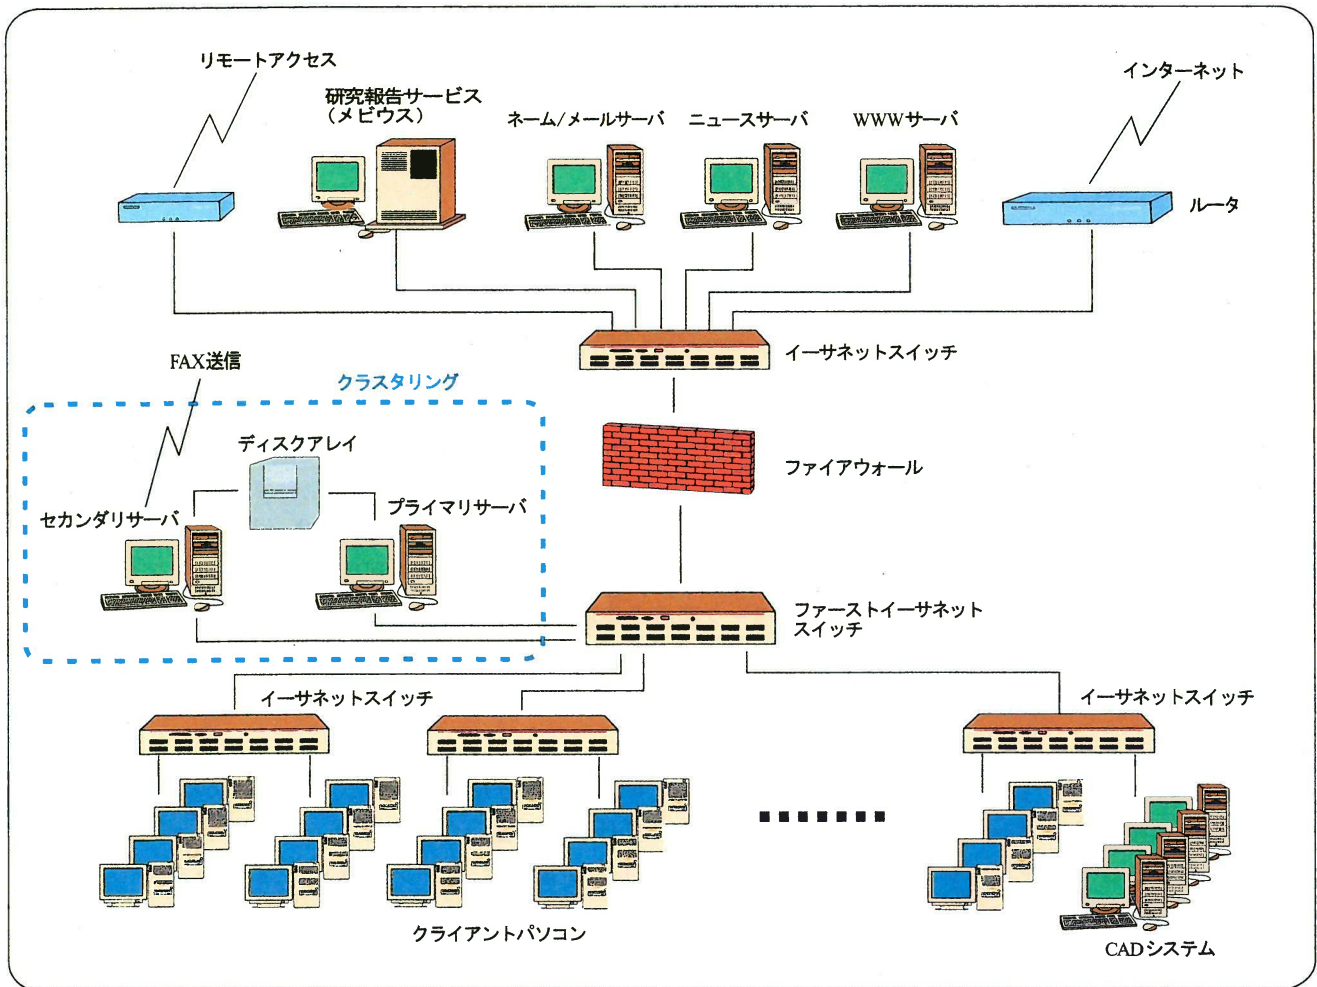 リモートアクセス
インターネット
研究報告サービス
(メビウス)
ネーム/メールサーバ
ニュースサーバ
WWWサーバ
ルータ
イーサネットスイッチ
FAX送信
クラスタリング
ディスクアレイ
ファイアウォール
セカンダリサーバ
プライマリサーバ
ファーストイーサネット
スイッチ
イーサネットスイッチ
イーサネットスイッチ
クライアントパソコン
CADシステム